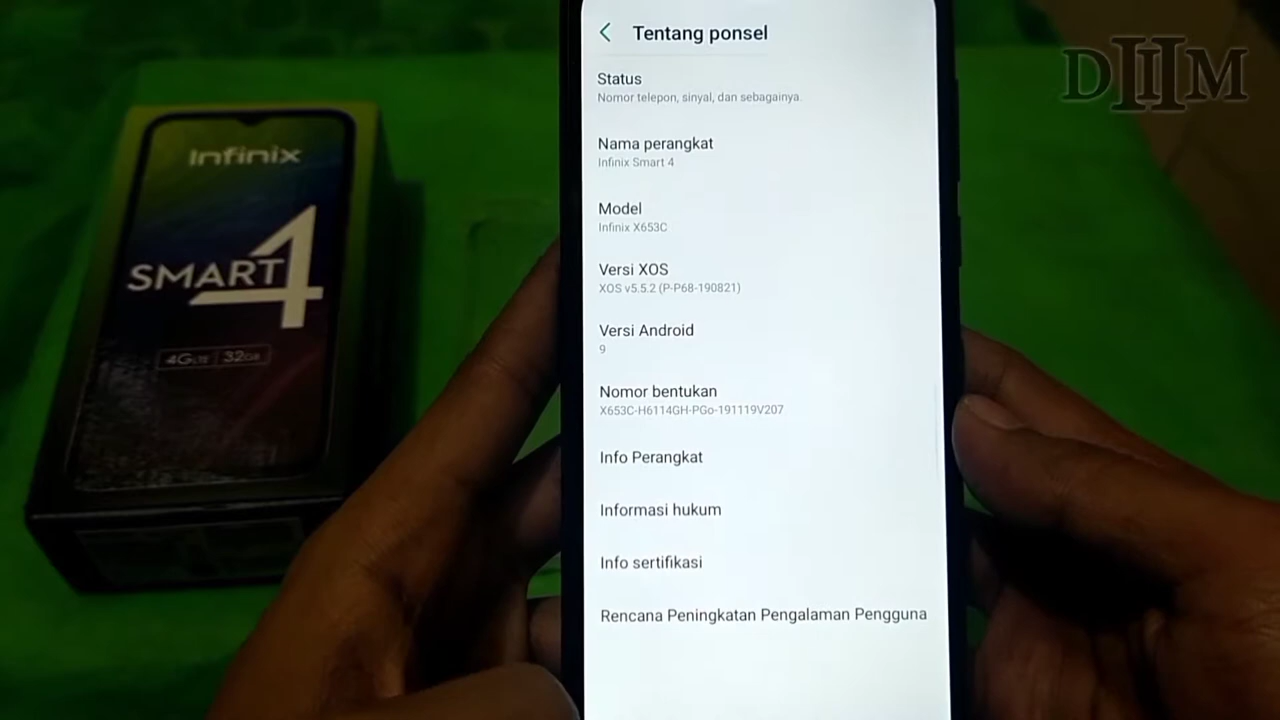 Tentang ponsel
Status
Nomor telepon, sinyal, dan sebagainya.
Nama perangkat
Infinix Smart 4
Model
Infinix X653C
Versi XOS
XOS v5.5.2 (P-P68-190821)
Versi Android
9
Nomor bentukan
X653C-H6114GH-PGo-191119V207
Info Perangkat
Informasi hukum
Info sertifikasi
Rencana Peningkatan Pengalaman Pengguna
Infinix
SMART 4
4G LTE 32GB
DIIM